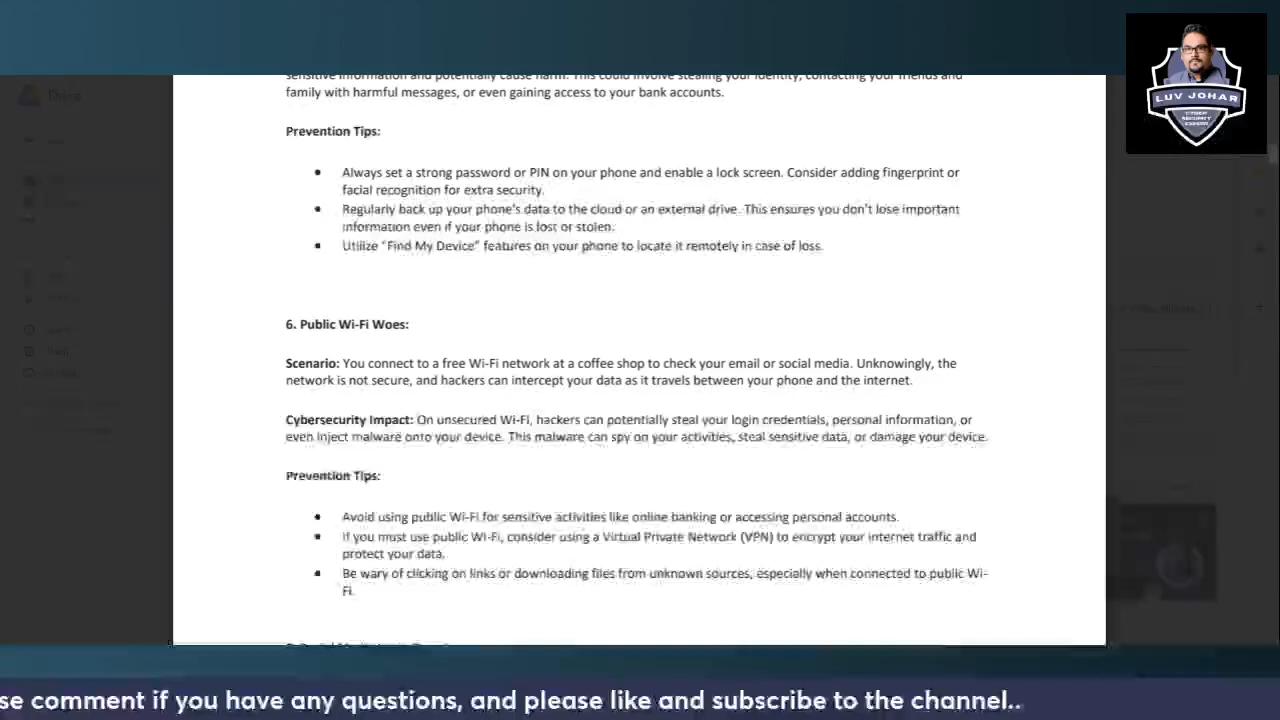 sensitive information and potentially cause harm. This could involve stealing your identity, contacting your friends and
family with harmful messages, or even gaining access to your bank accounts.
Prevention Tips:
• Always set a strong password or PIN on your phone and enable a lock screen. Consider adding fingerprint or
facial recognition for extra security.
• Regularly back up your phone's data to the cloud or an external drive. This ensures you don't lose important
information even if your phone is lost or stolen.
• Utilize "Find My Device" features on your phone to locate it remotely in case of loss.
6. Public Wi-Fi Woes:
Scenario: You connect to a free Wi-Fi network at a coffee shop to check your email or social media. Unknowingly, the
network is not secure, and hackers can intercept your data as it travels between your phone and the internet.
Cybersecurity Impact: On unsecured Wi-Fi, hackers can potentially steal your login credentials, personal information, or
even inject malware onto your device. This malware can spy on your activities, steal sensitive data, or damage your device.
Prevention Tips:
• Avoid using public Wi-Fi for sensitive activities like online banking or accessing personal accounts.
• If you must use public Wi-Fi, consider using a Virtual Private Network (VPN) to encrypt your internet traffic and
protect your data.
• Be wary of clicking on links or downloading files from unknown sources, especially when connected to public Wi-
Fi.
LUV JOHAR
CYBER
SECURITY
EXPERT
se comment if you have any questions, and please like and subscribe to the channel..